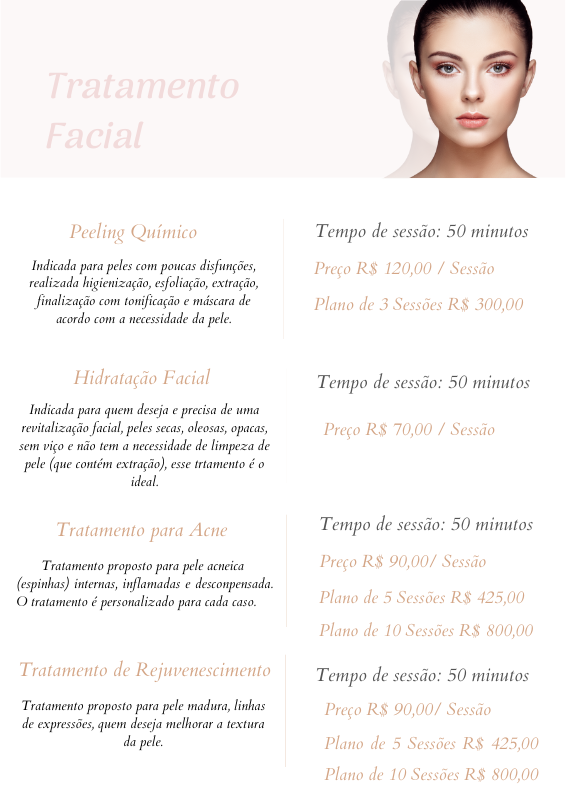 Tratamento
Facial
Peeling Químico
Indicada para peles com poucas disfunções,
realizada higienização, esfoliação, extração,
finalização com tonificação e máscara de
acordo com a necessidade da pele.
Tempo de sessão: 50 minutos
Preço R$ 120,00 / Sessão
Plano de 3 Sessões R$ 300,00
Hidratação Facial
Indicada para quem deseja e precisa de uma
revitalização facial, peles secas, oleosas, opacas,
sem viço e não tem a necessidade de limpeza de
pele (que contém extração), esse trtamento é o
ideal.
Tempo de sessão: 50 minutos
Preço R$ 70,00 / Sessão
Tratamento para Acne
Tratamento proposto para pele acneica
(espinhas) internas, inflamadas e desconpensada.
O tratamento é personalizado para cada caso.
Tempo de sessão: 50 minutos
Preço R$ 90,00/ Sessão
Plano de 5 Sessões R$ 425,00
Plano de 10 Sessões R$ 800,00
Tratamento de Rejuvenescimento
Tratamento proposto para pele madura, linhas
de expressões, quem deseja melhorar a textura
da pele.
Tempo de sessão: 50 minutos
Preço R$ 90,00/ Sessão
Plano de 5 Sessões R$ 425,00
Plano de 10 Sessões R$ 800,00